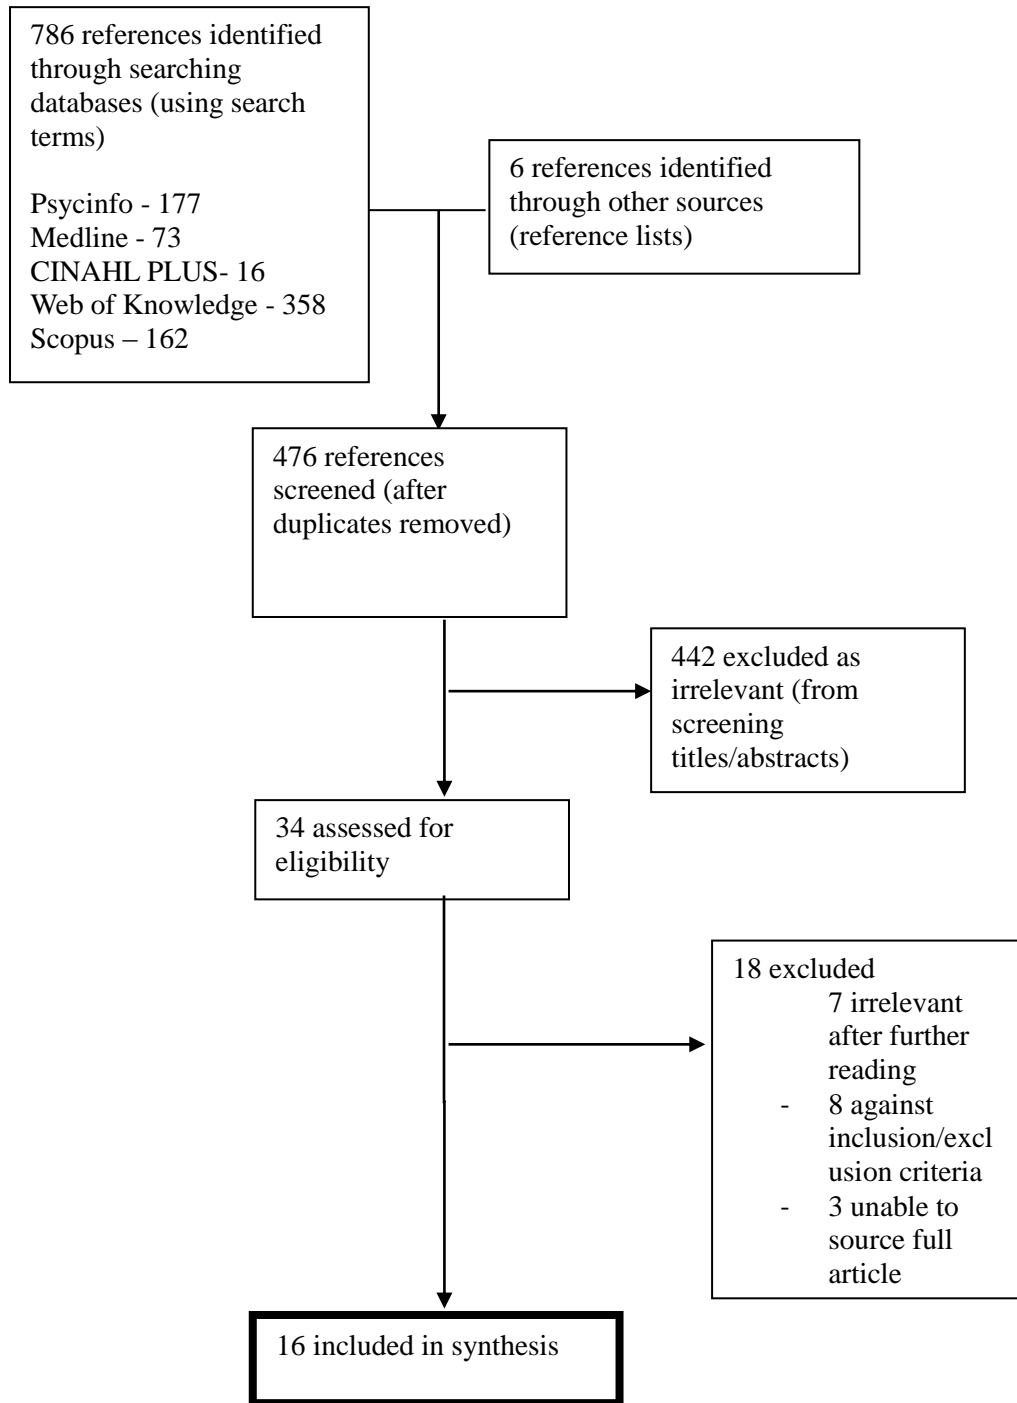 786 references identified
through searching
databases (using search
terms)
Psycinfo - 177
Medline - 73
CINAHL PLUS- 16
Web of Knowledge - 358
Scopus – 162
6 references identified
through other sources
(reference lists)
476 references
screened (after
duplicates removed)
442 excluded as
irrelevant (from
screening
titles/abstracts)
34 assessed for
eligibility
18 excluded
7 irrelevant
after further
reading
- 8 against
inclusion/excl
usion criteria
- 3 unable to
source full
article
16 included in synthesis